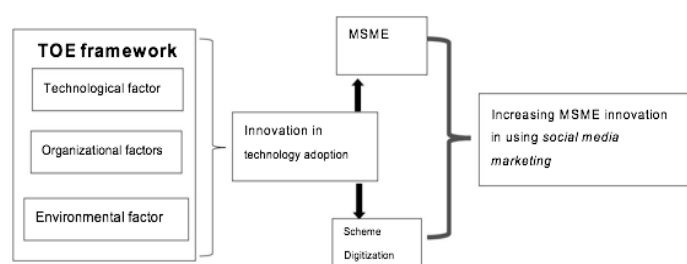 TOE framework
Technological factor
Organizational factors
Environmental factor
Innovation in
technology adoption
MSME
Scheme
Digitization
Increasing MSME innovation
in using social media
marketing